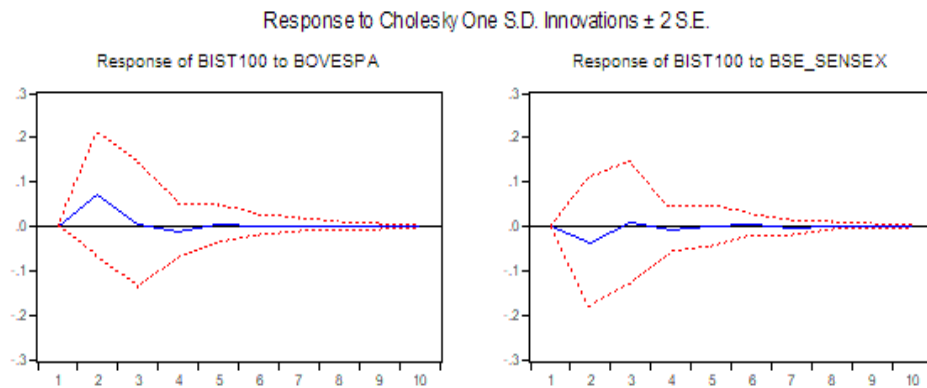 Response to Cholesky One S.D. Innovations ± 2 S.E.
Response of BIST100 to BOVESPA
.3
.2
.1
.0
-.1
-.2
-.3
1 2 3 4 5 6 7 8 9 10
Response of BIST100 to BSE_SENSEX
.3
.2
.1
.0
-.1
-.2
-.3
1 2 3 4 5 6 7 8 9 10